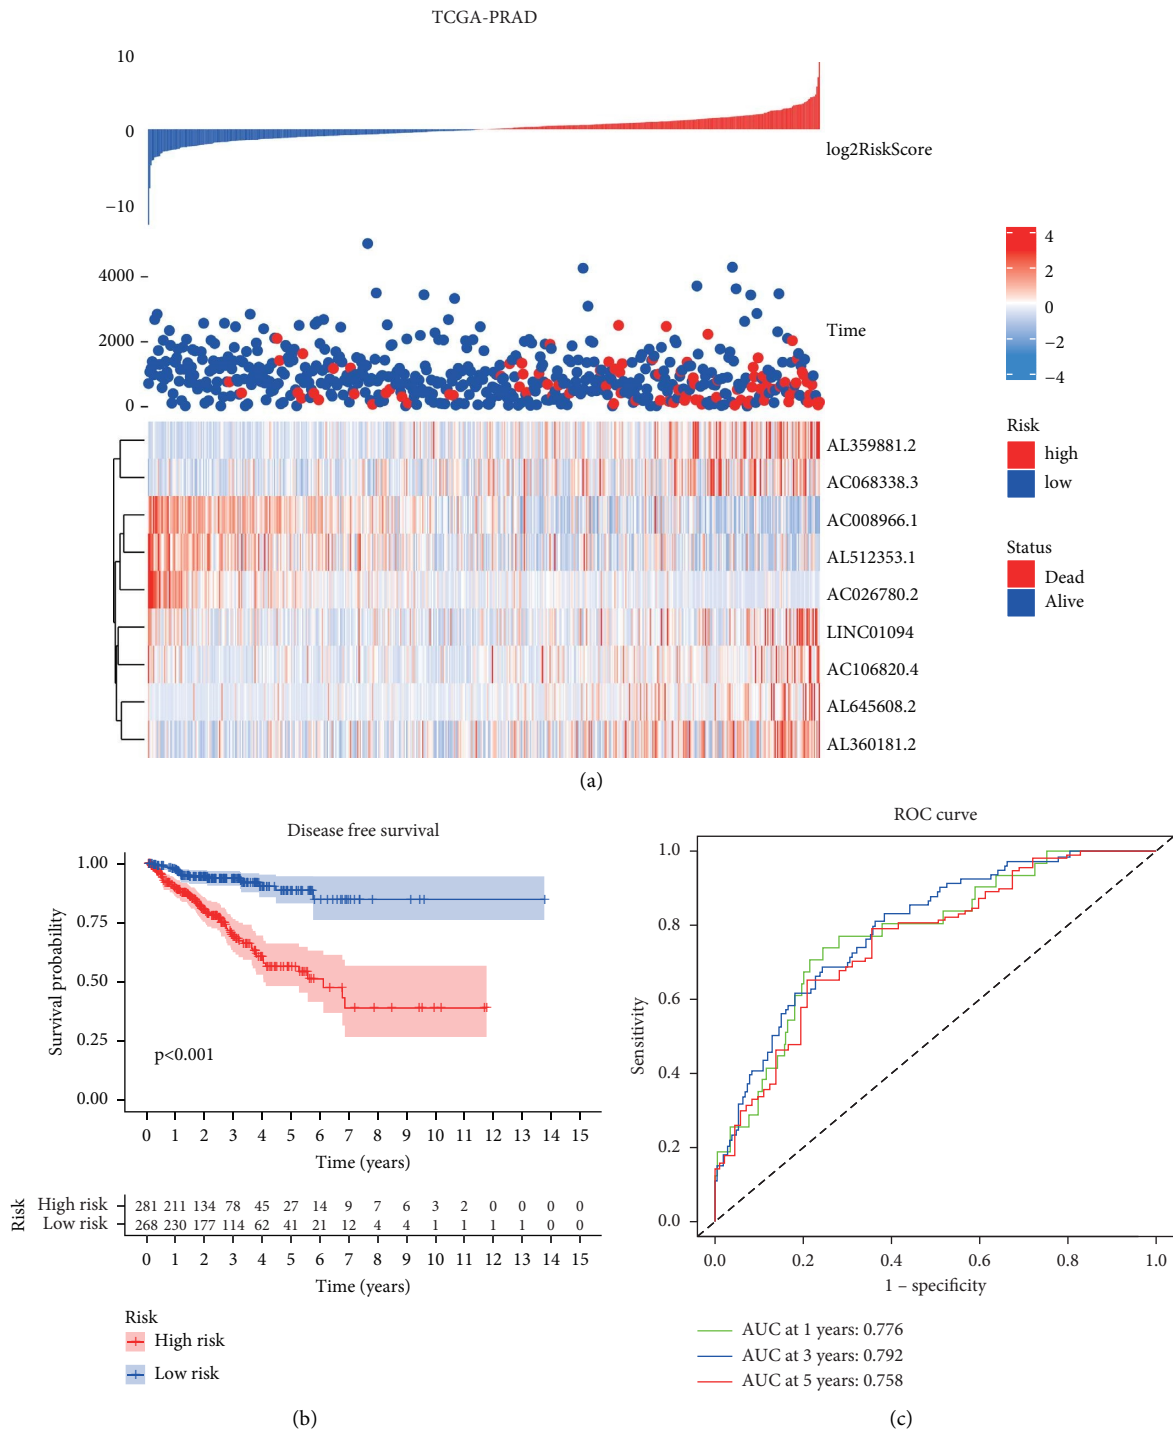 TCGA-PRAD
10
0
−10
log2RiskScore
4000
2000
0
Time
4
2
0
−2
−4
Risk
high
low
Status
Dead
Alive
AL359881.2
AC068338.3
AC008966.1
AL512353.1
AC026780.2
LINC01094
AC106820.4
AL645608.2
AL360181.2
(a)
Disease free survival
Survival probability
1.00
0.75
0.50
0.25
0.00
p<0.001
0 1 2 3 4 5 6 7 8 9 10 11 12 13 14 15
Time (years)
Risk
High risk 281 211 134 78 45 27 14 9 7 6 3 2 0 0 0 0
Low risk 268 230 177 114 62 41 21 12 4 4 1 1 1 1 0 0
0 1 2 3 4 5 6 7 8 9 10 11 12 13 14 15
Time (years)
Risk
High risk
Low risk
(b)
ROC curve
Sensitivity
1.0
0.8
0.6
0.4
0.2
0.0
0.0 0.2 0.4 0.6 0.8 1.0
1 – specificity
AUC at 1 years: 0.776
AUC at 3 years: 0.792
AUC at 5 years: 0.758
(c)